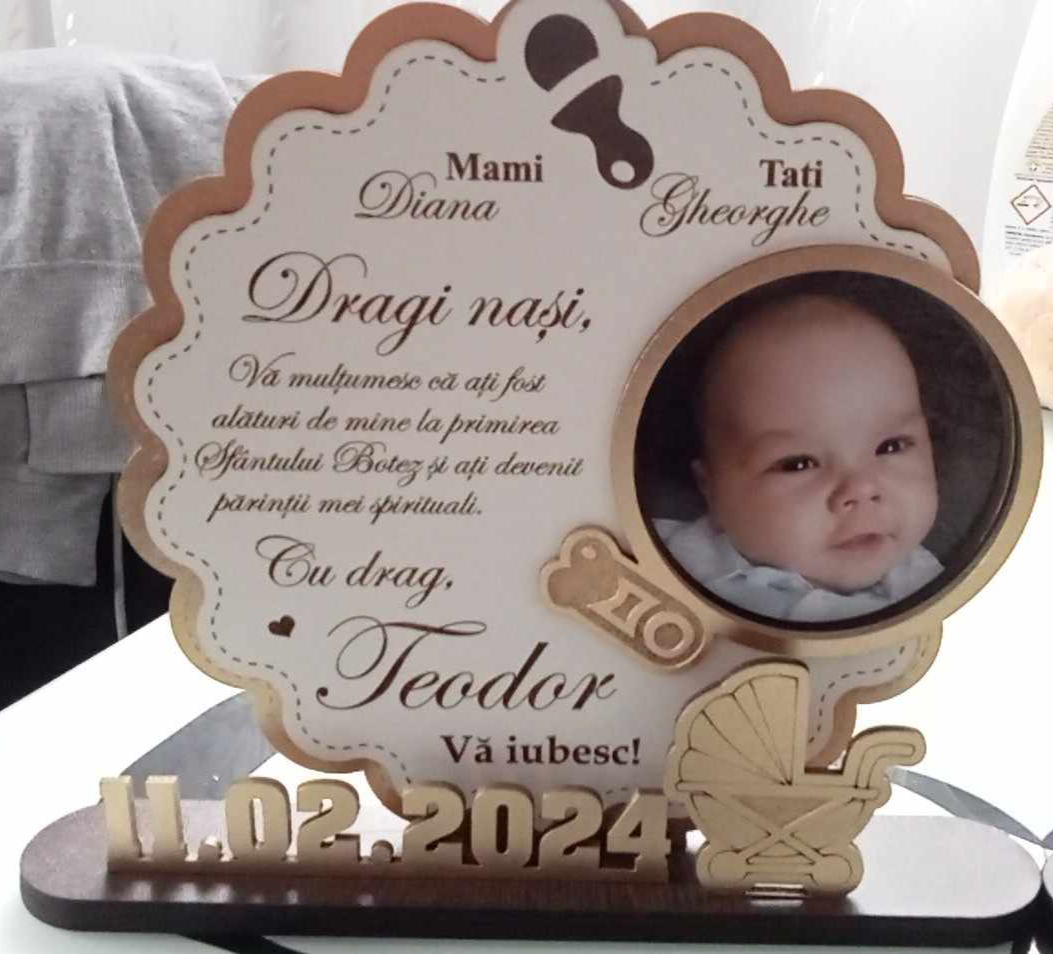 Mami
Diana
Tati
Gheorghe
Dragi nași,
Vă mulțumesc că ați fost
alături de mine la primirea
Sfântului Botez și ați devenit
părinții mei spirituali.
Cu drag,
Teodor
Vă iubesc!
11.02.2024